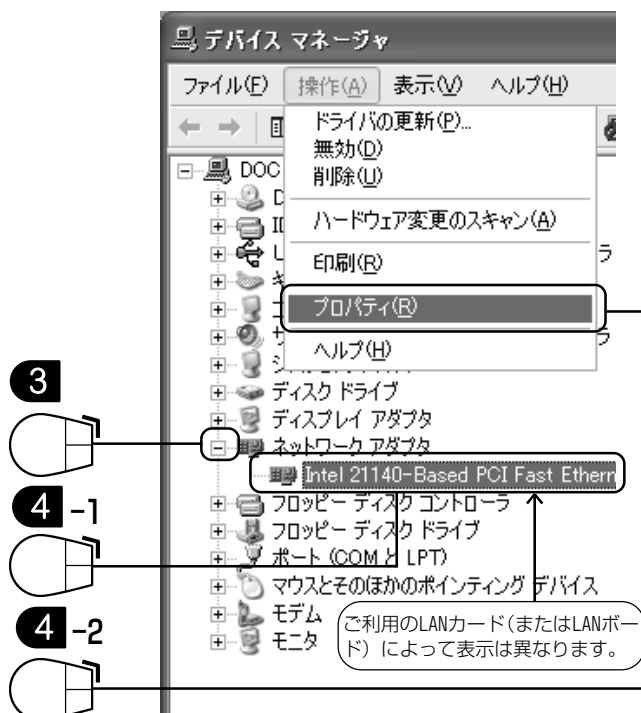 デバイス マネージャ
ファイル(F) 操作(A) 表示(V) ヘルプ(H)
ドライバの更新(P)...
無効(D)
削除(U)
ハードウェア変更のスキャン(A)
印刷(R)
プロパティ(R)
ヘルプ(H)
DOC
ラ
ラ
ディスク ドライブ
ディスプレイ アダプタ
ネットワーク アダプタ
Intel 21140-Based PCI Fast Ethern
フロッピー ディスク コントローラ
フロッピー ディスク ドライブ
ポート (COM と LPT)
マウスとそのほかのポインティング デバイス
モデム
モニタ
3
4 -1
4 -2
ご利用のLANカード(またはLANボー
ド)によって表示は異なります。